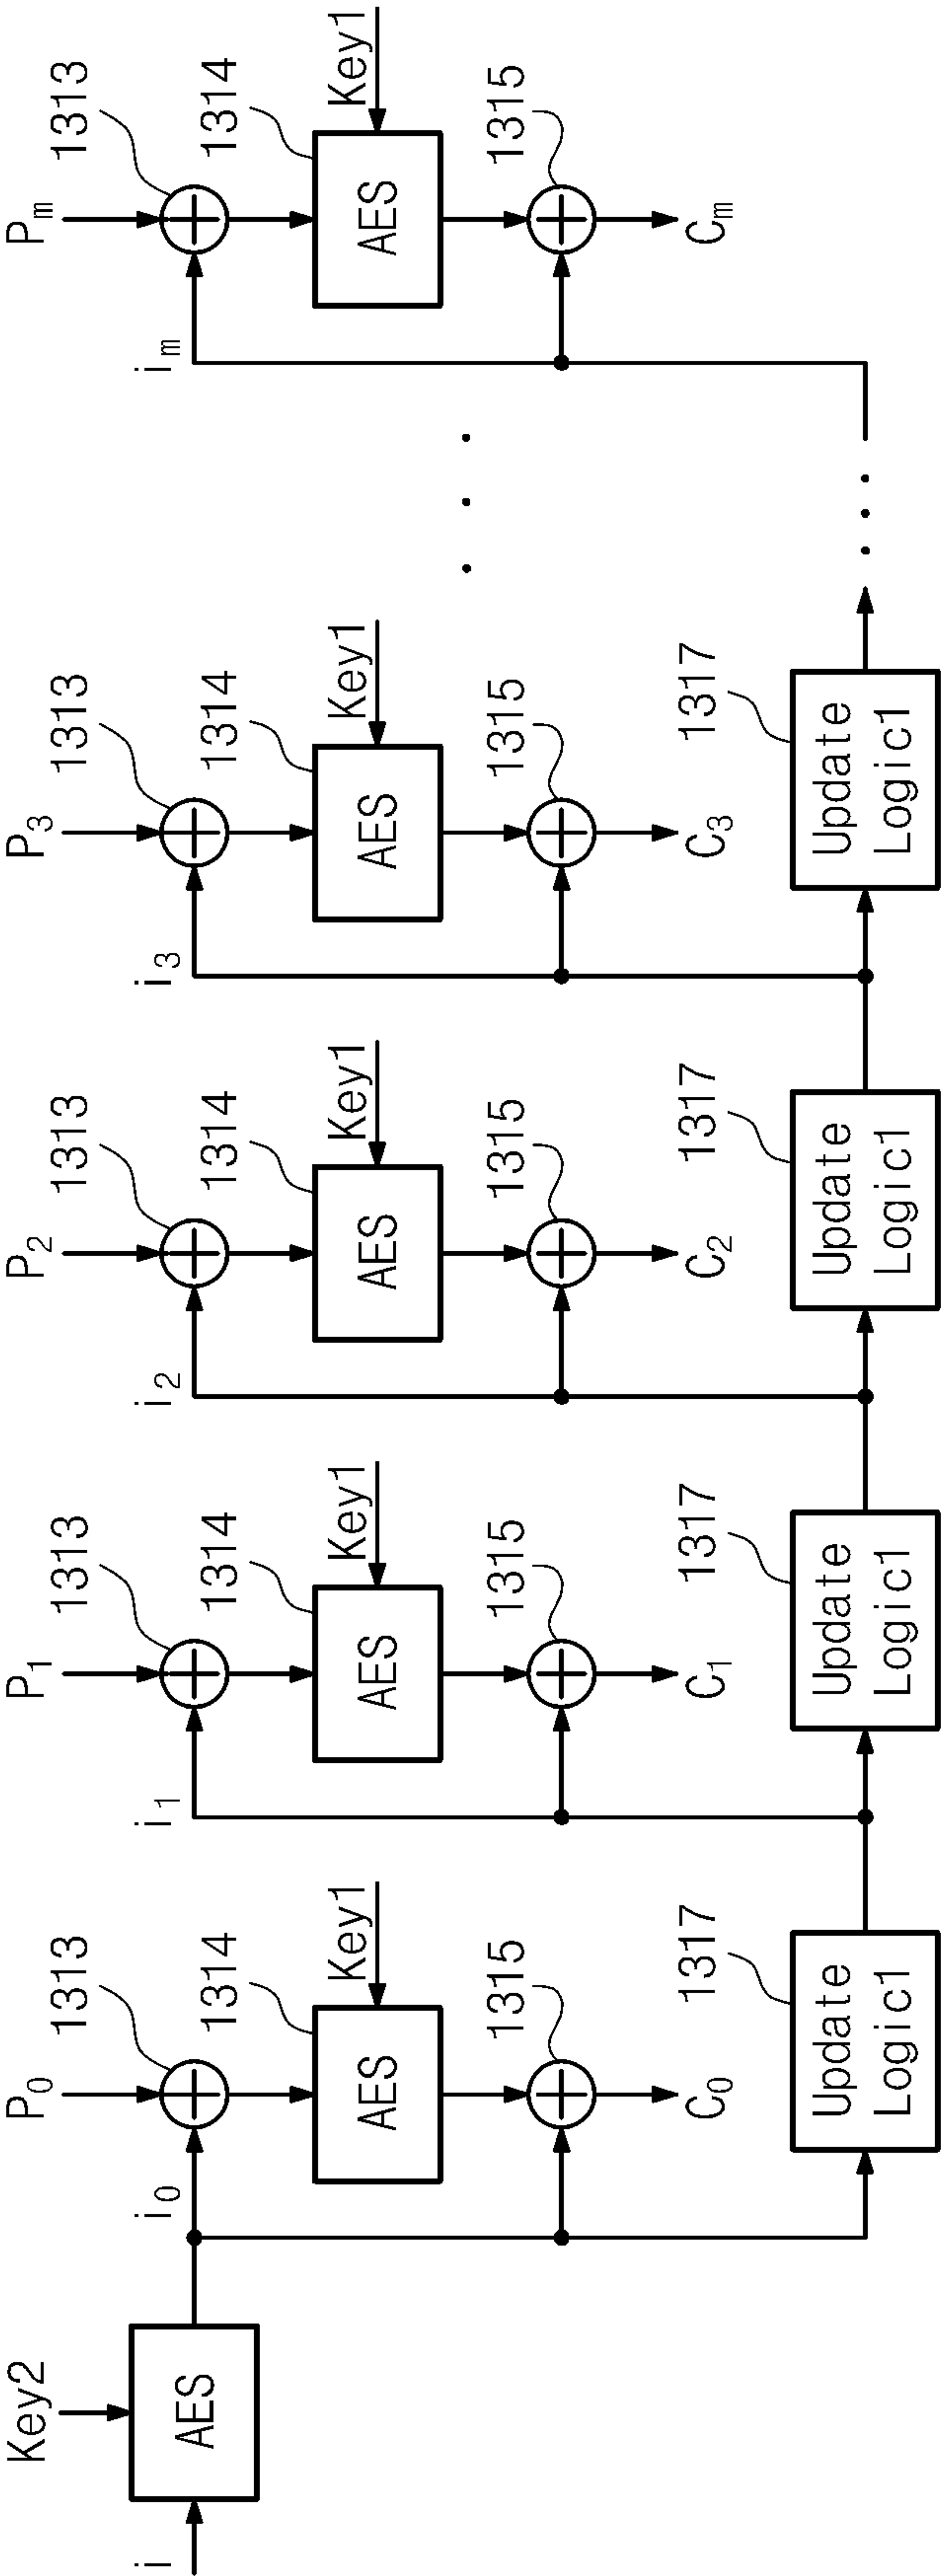 Key2
i
AES
i₀
P₀
1313
1314
AES
Key1
1315
C₀
1317
Update
Logic1
i₁
P₁
1313
1314
AES
Key1
1315
C₁
1317
Update
Logic1
i₂
P₂
1313
1314
AES
Key1
1315
C₂
1317
Update
Logic1
i₃
P₃
1313
1314
AES
Key1
1315
C₃
1317
Update
Logic1
iₘ
Pₘ
1313
1314
AES
Key1
1315
Cₘ